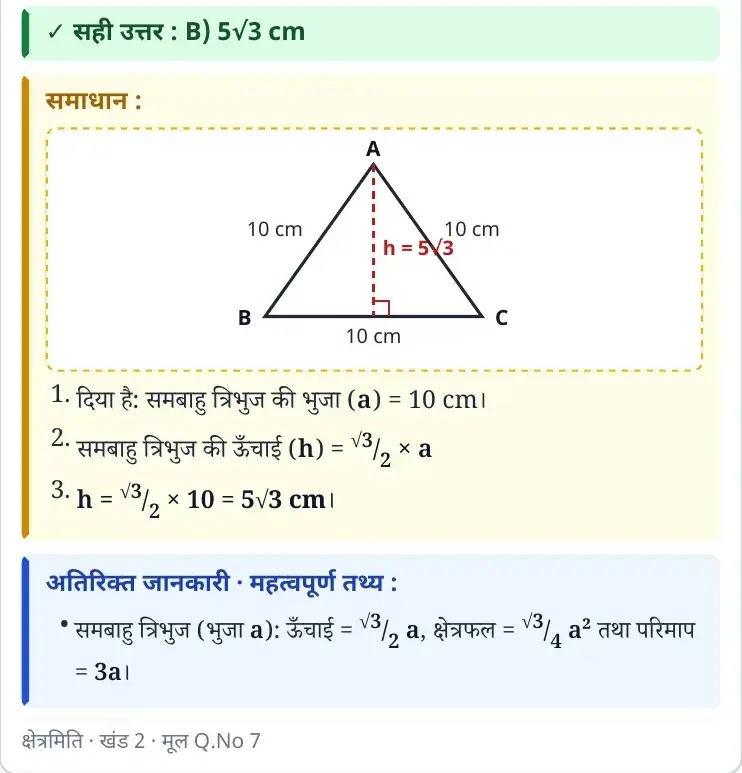 ✓ सही उत्तर : B) 5√3 cm
समाधान :
A
10 cm
10 cm
h = 5√3
B
C
10 cm
1. दिया है: समबाहु त्रिभुज की भुजा (a) = 10 cm।
2. समबाहु त्रिभुज की ऊँचाई (h) = √3/2 × a
3. h = √3/2 × 10 = 5√3 cm।
अतिरिक्त जानकारी · महत्वपूर्ण तथ्य :
• समबाहु त्रिभुज (भुजा a): ऊँचाई = √3/2 a, क्षेत्रफल = √3/4 a² तथा परिमाप
= 3a।
क्षेत्रमिति · खंड 2 · मूल Q.No 7